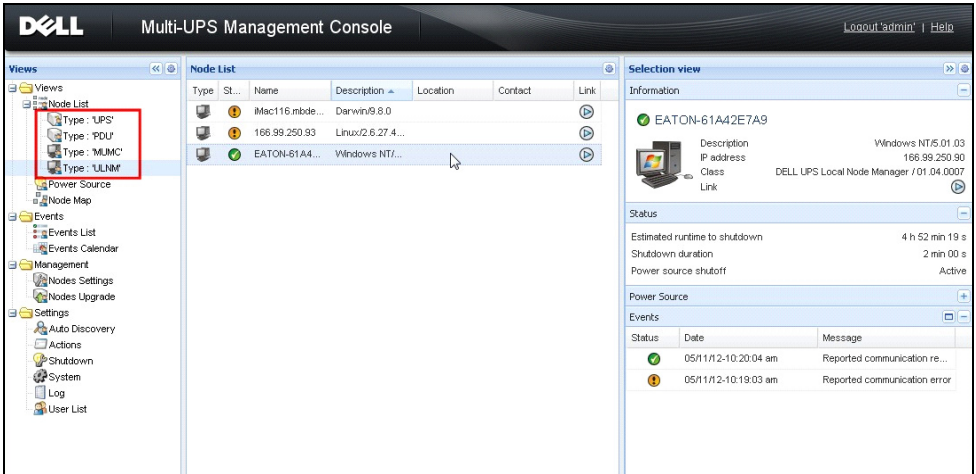 DELL Multi-UPS Management Console Logout 'admin' | Help
Views
Views
Node List
Type : 'UPS'
Type : 'PDU'
Type : 'MUMC'
Type : 'ULNM'
Power Source
Node Map
Events
Events List
Events Calendar
Management
Nodes Settings
Nodes Upgrade
Settings
Auto Discovery
Actions
Shutdown
System
Log
User List
Node List
Type St... Name Description Location Contact Link
iMac116.mbde... Darwin/9.8.0
166.99.250.93 Linux/2.6.27.4...
EATON-61A4... Windows NT/...
Selection view
Information
EATON-61A42E7A9
Description Windows NT/5.01.03
IP address 166.99.250.90
Class DELL UPS Local Node Manager / 01.04.0007
Link
Status
Estimated runtime to shutdown 4 h 52 min 19 s
Shutdown duration 2 min 00 s
Power source shutoff Active
Power Source
Events
Status Date Message
05/11/12-10:20:04 am Reported communication re...
05/11/12-10:19:03 am Reported communication error